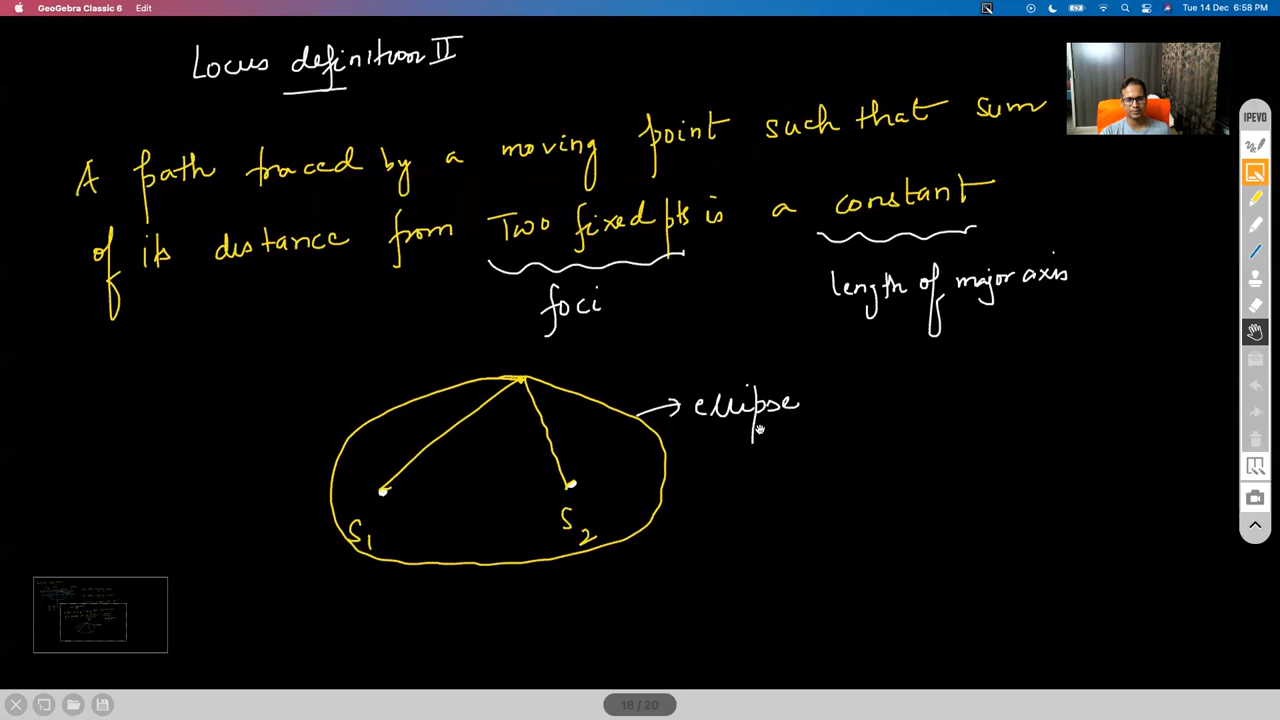 GeoGebra Classic 6 Edit
Tue 14 Dec 6:58 PM
Locus definition II
A path traced by a moving point such that sum
of its distance from Two fixed pts is a constant
foci
length of major axis
ellipse
S1
S2
IPEVO
18 / 20